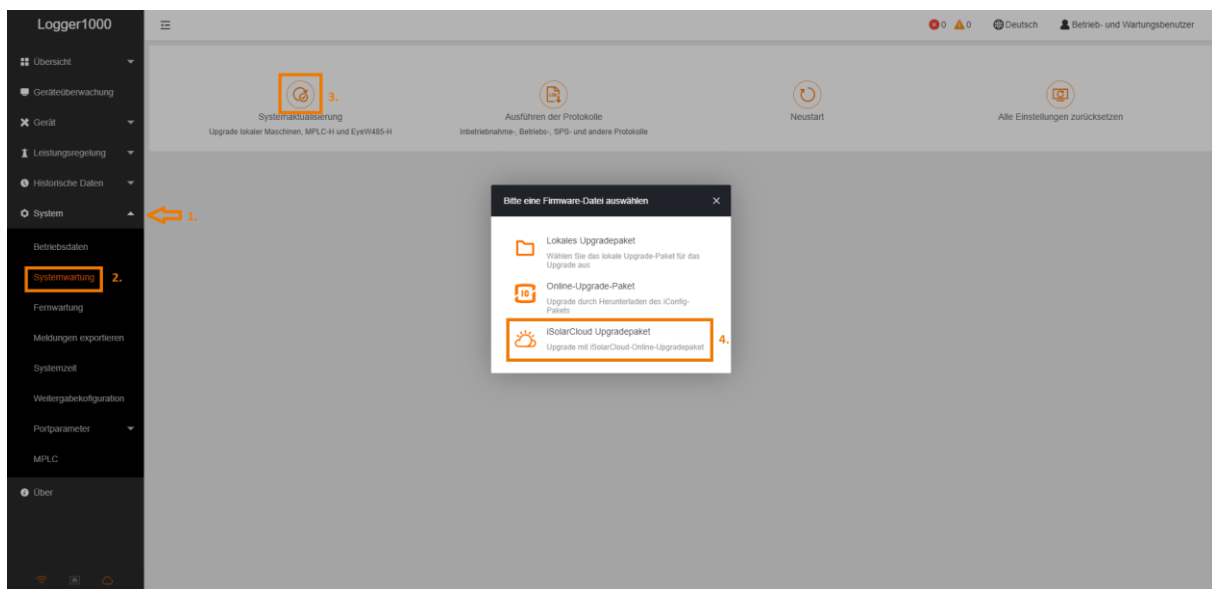 Logger1000
0
0
Deutsch
Betrieb- und Wartungsbenutzer
Übersicht
Geräteüberwachung
Gerät
Leistungsregelung
Historische Daten
System
1.
Betriebsdaten
Systemwartung
2.
Fernwartung
Meldungen exportieren
Systemzeit
Weitergabekofiguration
Portparameter
MPLC
Über
3.
Systemaktualisierung
Upgrade lokaler Maschinen, MPLC-H und EyeW485-H
LOG
Ausführen der Protokolle
Inbetriebnahme-, Betriebs-, SPS- und andere Protokolle
Neustart
Alle Einstellungen zurücksetzen
Bitte eine Firmware-Datei auswählen
Lokales Upgradepaket
Wählen Sie das lokale Upgrade-Paket für das
Upgrade aus
Online-Upgrade-Paket
Upgrade durch Herunterladen des iConfig-
Pakets
iSolarCloud Upgradepaket
Upgrade mit iSolarCloud-Online-Upgradepaket
4.